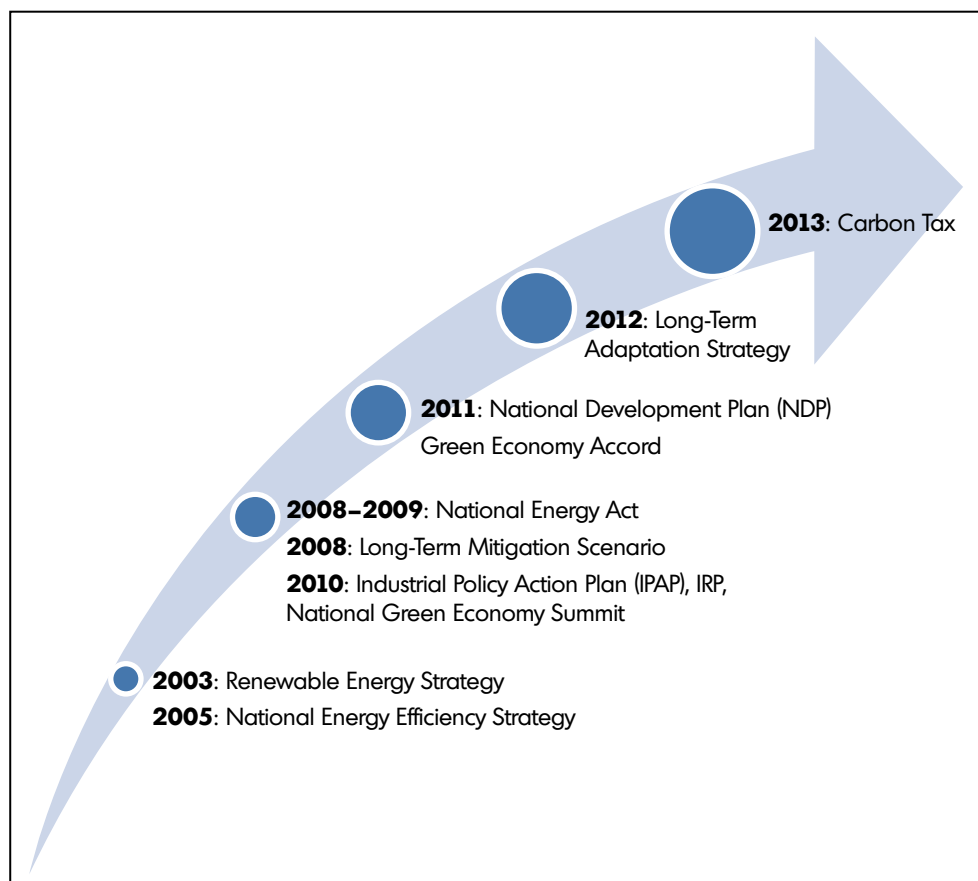 2013: Carbon Tax
2012: Long-Term
Adaptation Strategy
2011: National Development Plan (NDP)
Green Economy Accord
2008–2009: National Energy Act
2008: Long-Term Mitigation Scenario
2010: Industrial Policy Action Plan (IPAP), IRP,
National Green Economy Summit
2003: Renewable Energy Strategy
2005: National Energy Efficiency Strategy